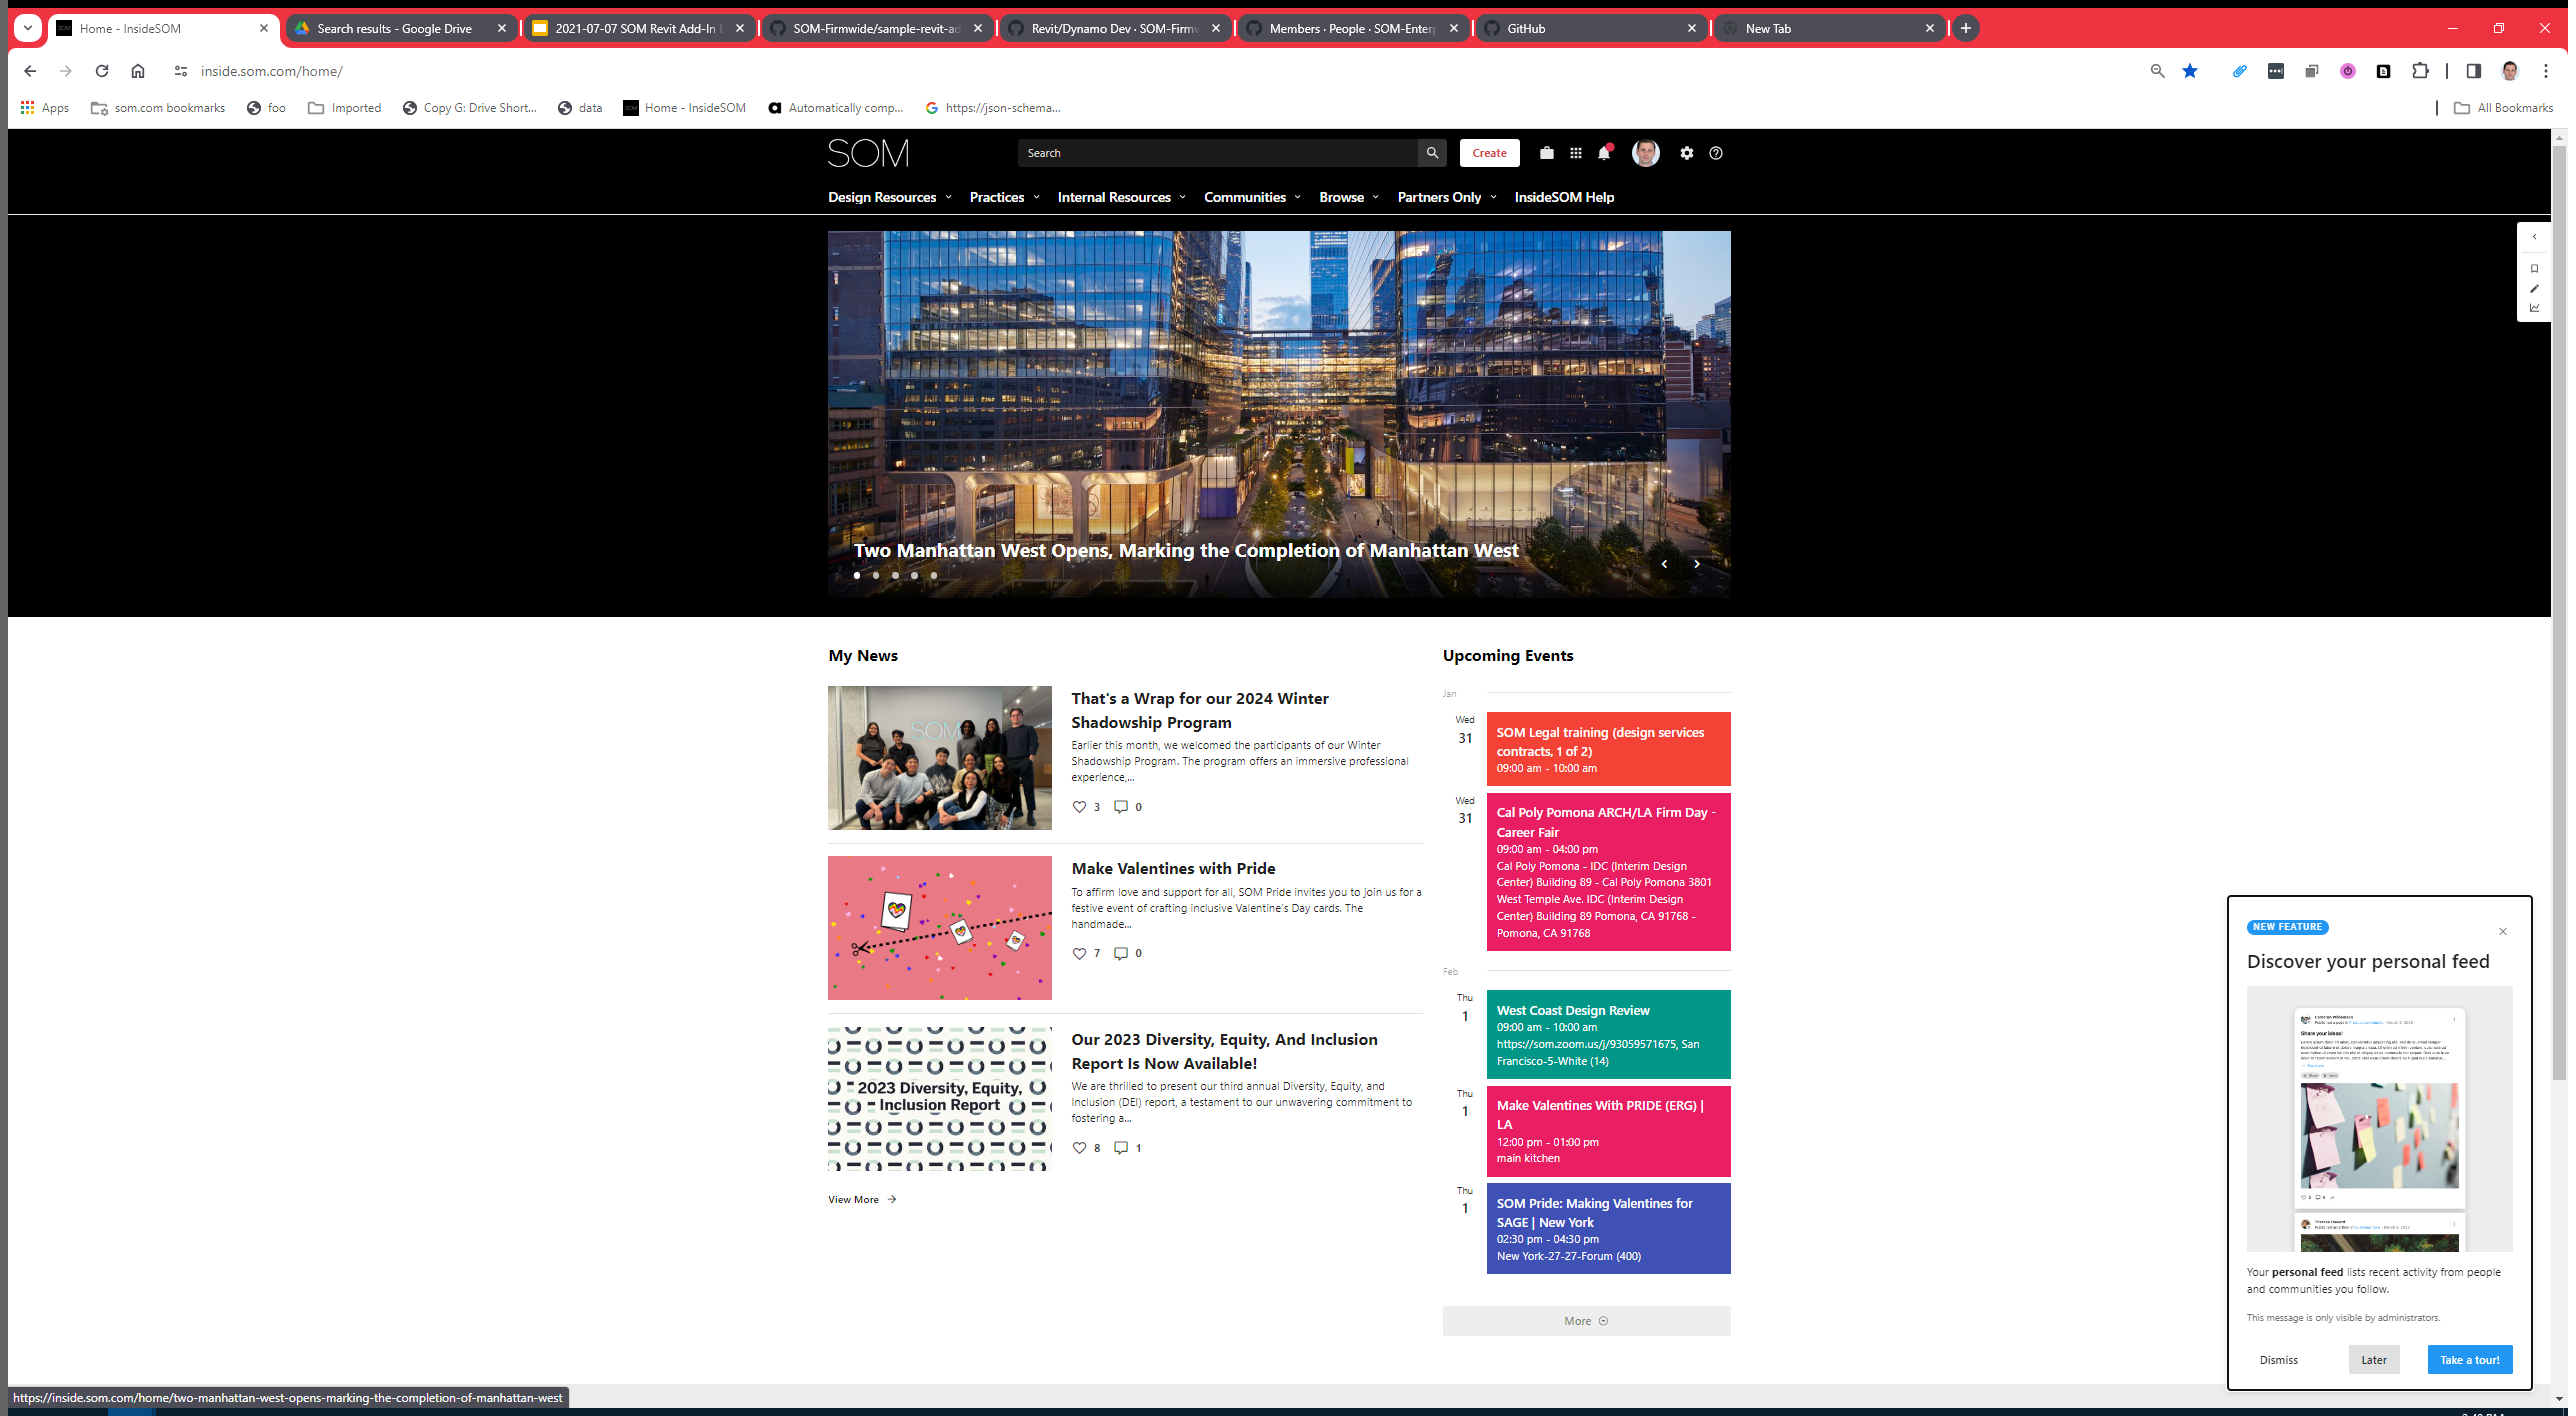 Home - InsideSOM
Search results - Google Drive
2021-07-07 SOM Revit Add-In
SOM-Firmwide/sample-revit-ad
Revit/Dynamo Dev · SOM-Firmw
Members · People · SOM-Enterp
GitHub
New Tab
inside.som.com/home/
Apps
som.com bookmarks
foo
Imported
Copy G: Drive Short...
data
Home - InsideSOM
Automatically comp...
https://json-schema...
All Bookmarks
SOM
Search
Create
Design Resources
Practices
Internal Resources
Communities
Browse
Partners Only
InsideSOM Help
Two Manhattan West Opens, Marking the Completion of Manhattan West
My News
SOM
That's a Wrap for our 2024 Winter
Shadowship Program
Earlier this month, we welcomed the participants of our Winter
Shadowship Program. The program offers an immersive professional
experience,...
3
0
Make Valentines with Pride
To affirm love and support for all, SOM Pride invites you to join us for a
festive event of crafting inclusive Valentine's Day cards. The
handmade...
7
0
2023 Diversity, Equity,
Inclusion Report
Our 2023 Diversity, Equity, And Inclusion
Report Is Now Available!
We are thrilled to present our third annual Diversity, Equity, and
Inclusion (DEI) report, a testament to our unwavering commitment to
fostering a...
8
1
View More
Upcoming Events
Jan
Wed
31
SOM Legal training (design services
contracts, 1 of 2)
09:00 am - 10:00 am
Wed
31
Cal Poly Pomona ARCH/LA Firm Day -
Career Fair
09:00 am - 04:00 pm
Cal Poly Pomona - IDC (Interim Design
Center) Building 89 - Cal Poly Pomona 3801
West Temple Ave. IDC (Interim Design
Center) Building 89 Pomona, CA 91768 -
Pomona, CA 91768
Feb
Thu
1
West Coast Design Review
09:00 am - 10:00 am
https://som.zoom.us/j/93059571675, San
Francisco-5-White (14)
Thu
1
Make Valentines With PRIDE (ERG) |
LA
12:00 pm - 01:00 pm
main kitchen
Thu
1
SOM Pride: Making Valentines for
SAGE | New York
02:30 pm - 04:30 pm
New York-27-27-Forum (400)
More
NEW FEATURE
Discover your personal feed
Cameron Williamson
Share your ideas!
Your personal feed lists recent activity from people
and communities you follow.
This message is only visible by administrators.
Dismiss
Later
Take a tour!
https://inside.som.com/home/two-manhattan-west-opens-marking-the-completion-of-manhattan-west